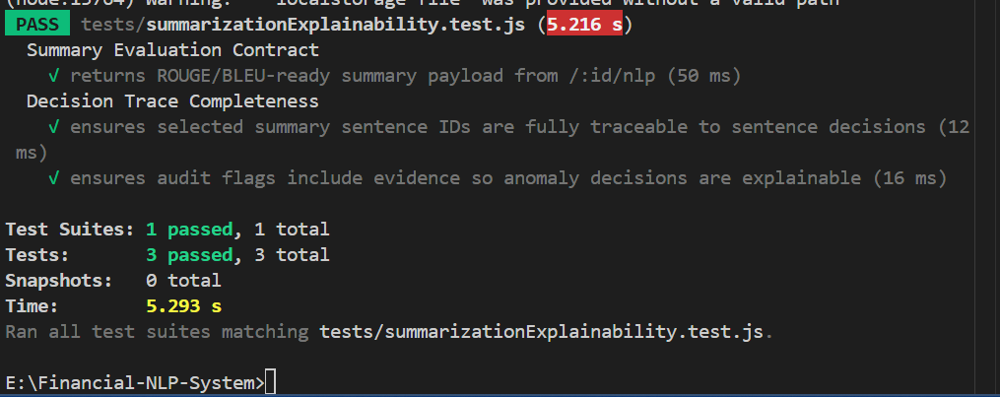 (node:15764) Warning: `--localstorage-file` was provided without a valid path
PASS tests/summarizationExplainability.test.js (5.216 s)
Summary Evaluation Contract
√ returns ROUGE/BLEU-ready summary payload from /:id/nlp (50 ms)
Decision Trace Completeness
√ ensures selected summary sentence IDs are fully traceable to sentence decisions (12
ms)
√ ensures audit flags include evidence so anomaly decisions are explainable (16 ms)
Test Suites: 1 passed, 1 total
Tests: 3 passed, 3 total
Snapshots: 0 total
Time: 5.293 s
Ran all test suites matching tests/summarizationExplainability.test.js.
E:\Financial-NLP-System>